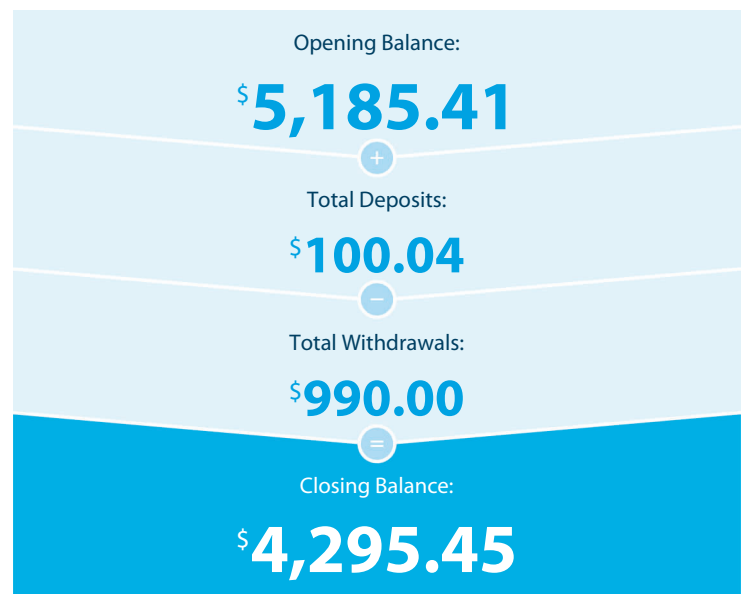 Opening Balance:
$5,185.41
+
Total Deposits:
$100.04
−
Total Withdrawals:
$990.00
=
Closing Balance:
$4,295.45